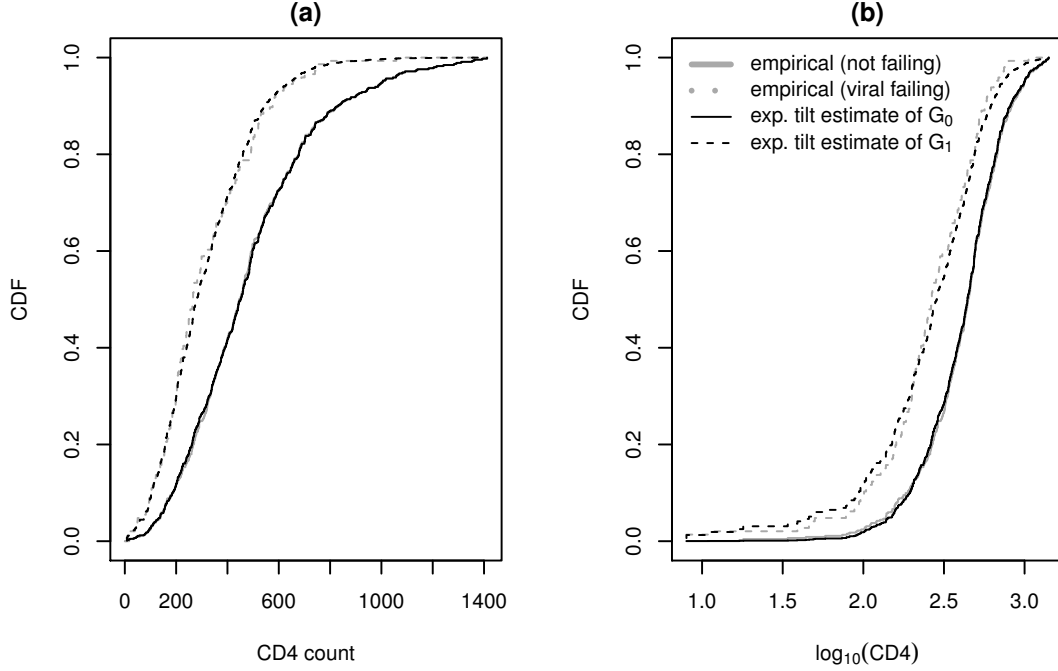 (a)
CDF
0.0 0.2 0.4 0.6 0.8 1.0
0 200 600 1000 1400
CD4 count
(b)
empirical (not failing)
empirical (viral failing)
exp. tilt estimate of G₀
exp. tilt estimate of G₁
CDF
0.0 0.2 0.4 0.6 0.8 1.0
1.0 1.5 2.0 2.5 3.0
log₁₀(CD4)